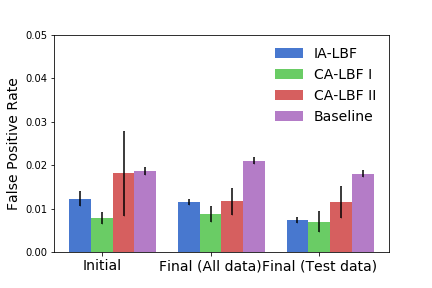 0.05
0.04
0.03
0.02
0.01
0.00
False Positive Rate
IA-LBF
CA-LBF I
CA-LBF II
Baseline
Initial
Final (All data)
Final (Test data)